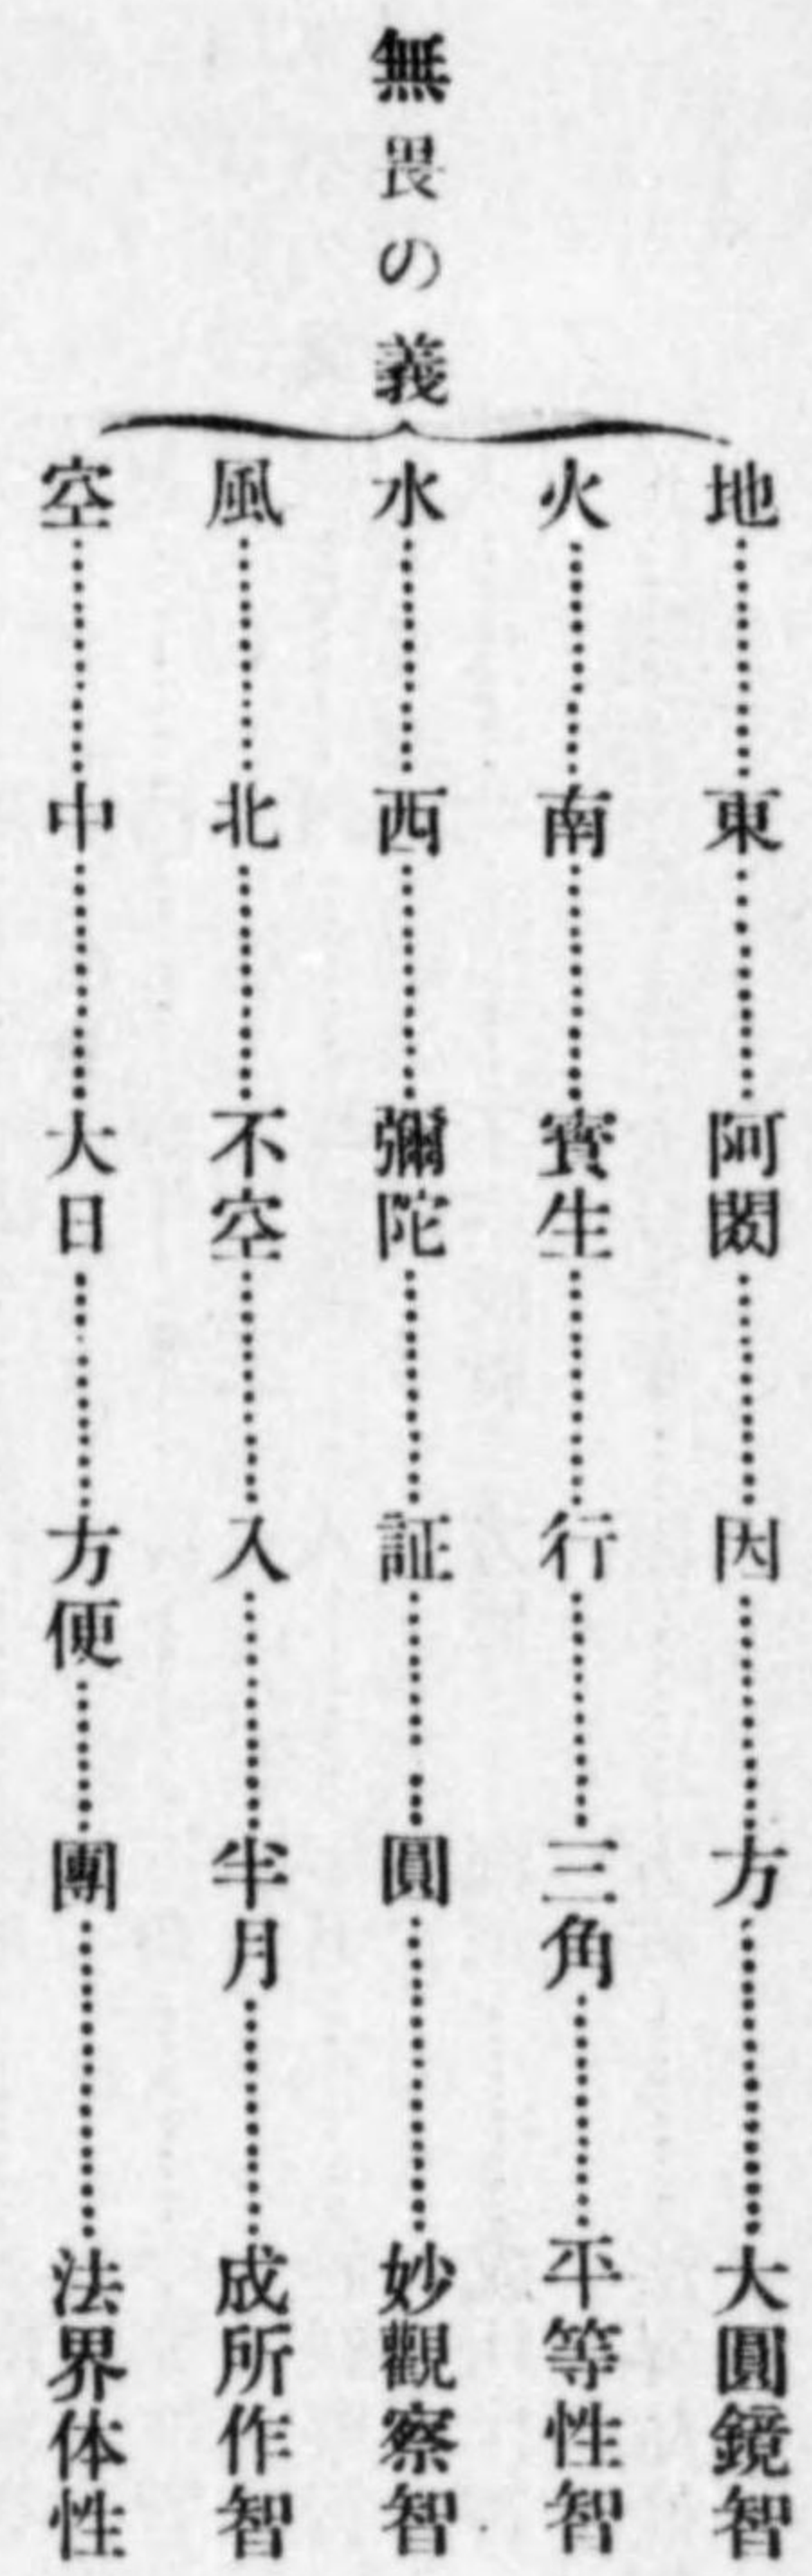 無畏の義
地………東………阿閦………因………方………大圓鏡智
火………南………寳生………行………三角………平等性智
水………西………彌陀………証………圓………妙觀察智
風………北………不空………入………半月………成所作智
空………中………大日………方便………團………法界体性